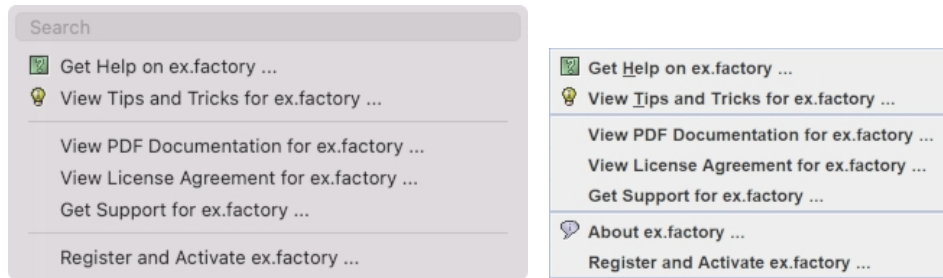 Search
Get Help on ex.factory ...
View Tips and Tricks for ex.factory ...
View PDF Documentation for ex.factory ...
View License Agreement for ex.factory ...
Get Support for ex.factory ...
Register and Activate ex.factory ...
Get Help on ex.factory ...
View Tips and Tricks for ex.factory ...
View PDF Documentation for ex.factory ...
View License Agreement for ex.factory ...
Get Support for ex.factory ...
About ex.factory ...
Register and Activate ex.factory ...